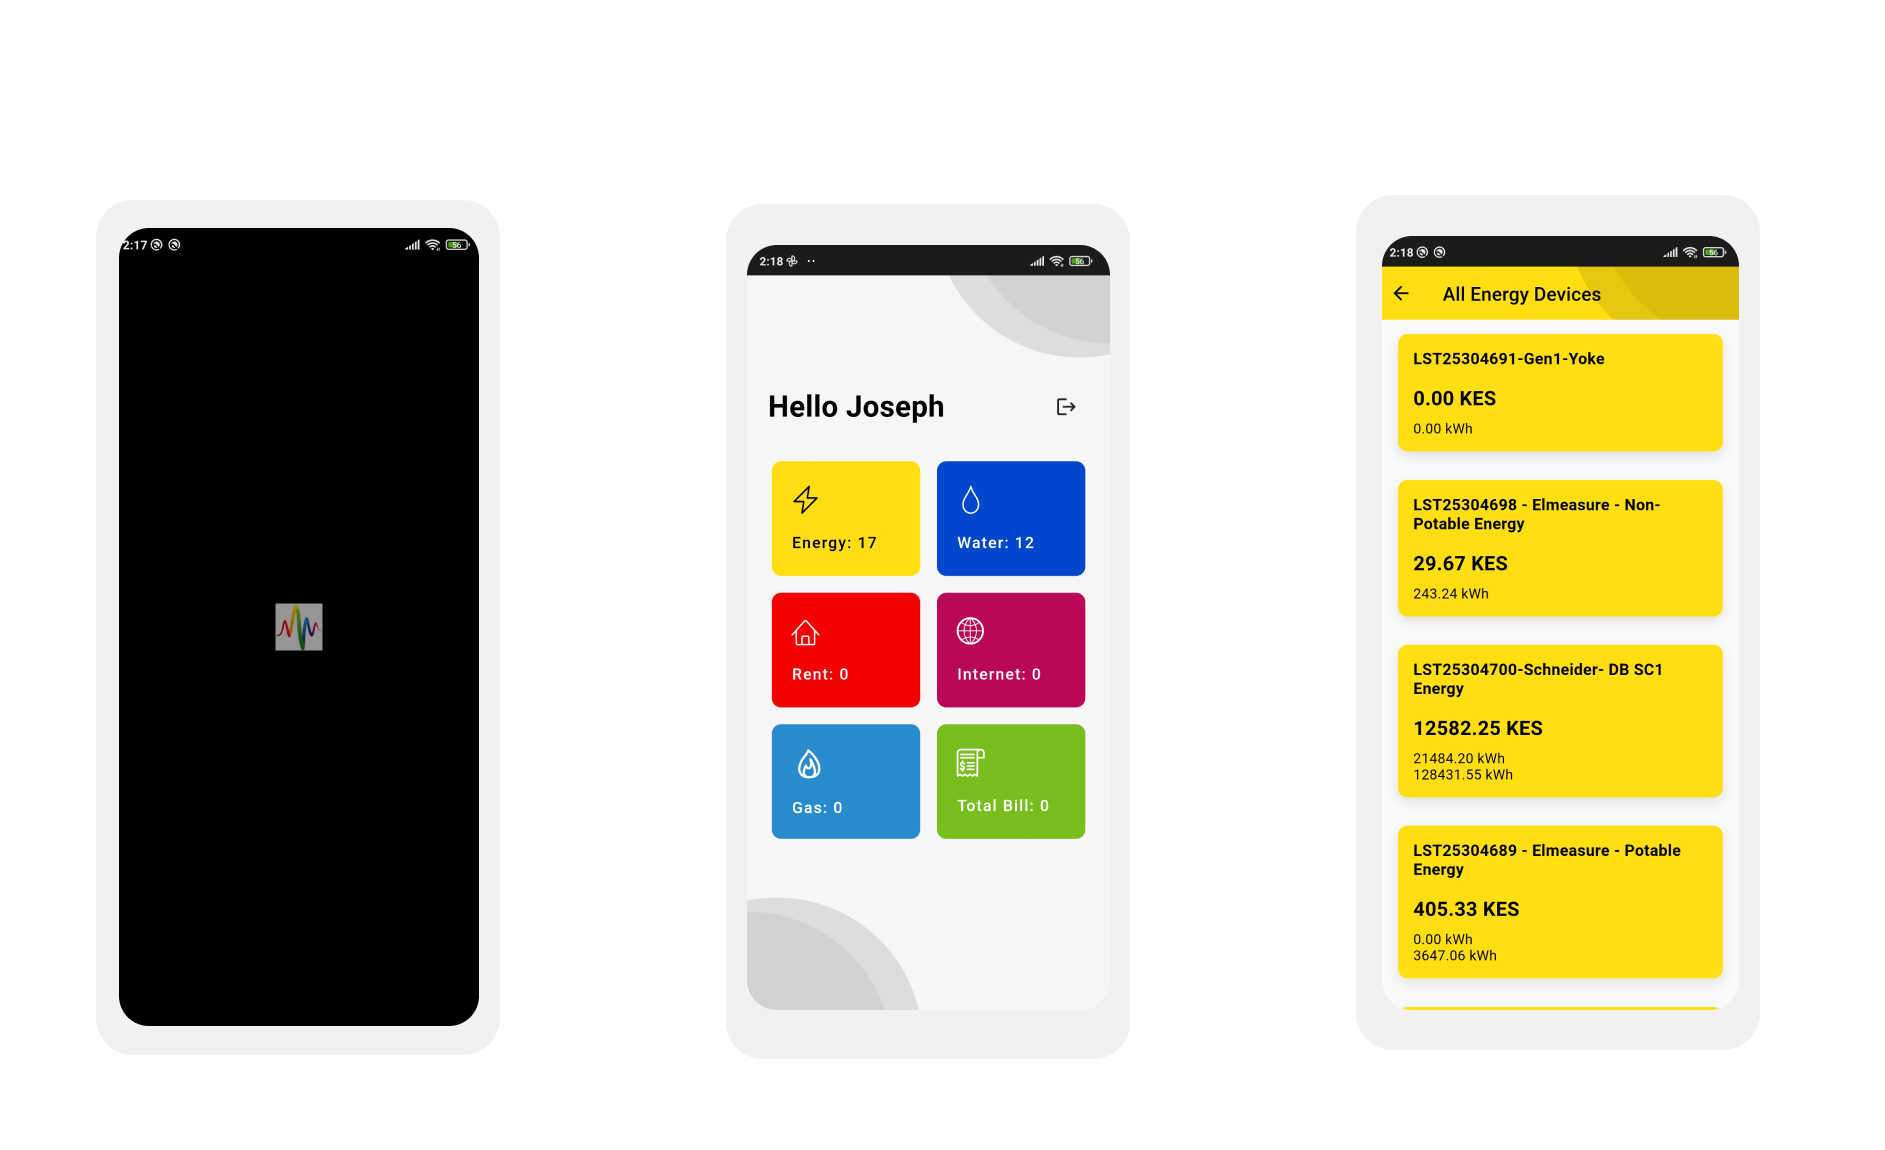 2:17
56
2:18
56
Hello Joseph
Energy: 17
Water: 12
Rent: 0
Internet: 0
Gas: 0
Total Bill: 0
2:18
56
All Energy Devices
LST25304691-Gen1-Yoke
0.00 KES
0.00 kWh
LST25304698 - Elmeasure - Non-
Potable Energy
29.67 KES
243.24 kWh
LST25304700-Schneider- DB SC1
Energy
12582.25 KES
21484.20 kWh
128431.55 kWh
LST25304689 - Elmeasure - Potable
Energy
405.33 KES
0.00 kWh
3647.06 kWh